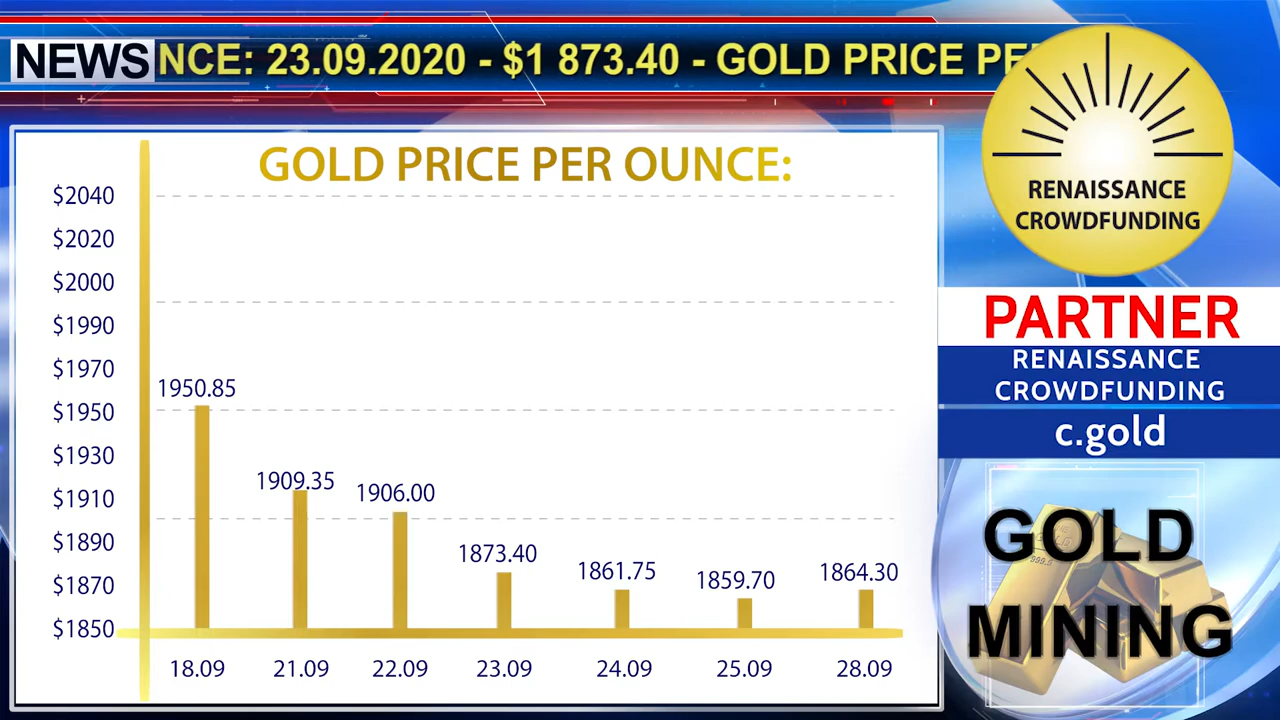 NEWS
NCE: 23.09.2020 - $1 873.40 - GOLD PRICE PE
GOLD PRICE PER OUNCE:
$2040
$2020
$2000
$1990
$1970
$1950
$1930
$1910
$1890
$1870
$1850
1950.85
1909.35
1906.00
1873.40
1861.75
1859.70
1864.30
18.09
21.09
22.09
23.09
24.09
25.09
28.09
RENAISSANCE
CROWDFUNDING
PARTNER
RENAISSANCE
CROWDFUNDING
c.gold
GOLD
MINING